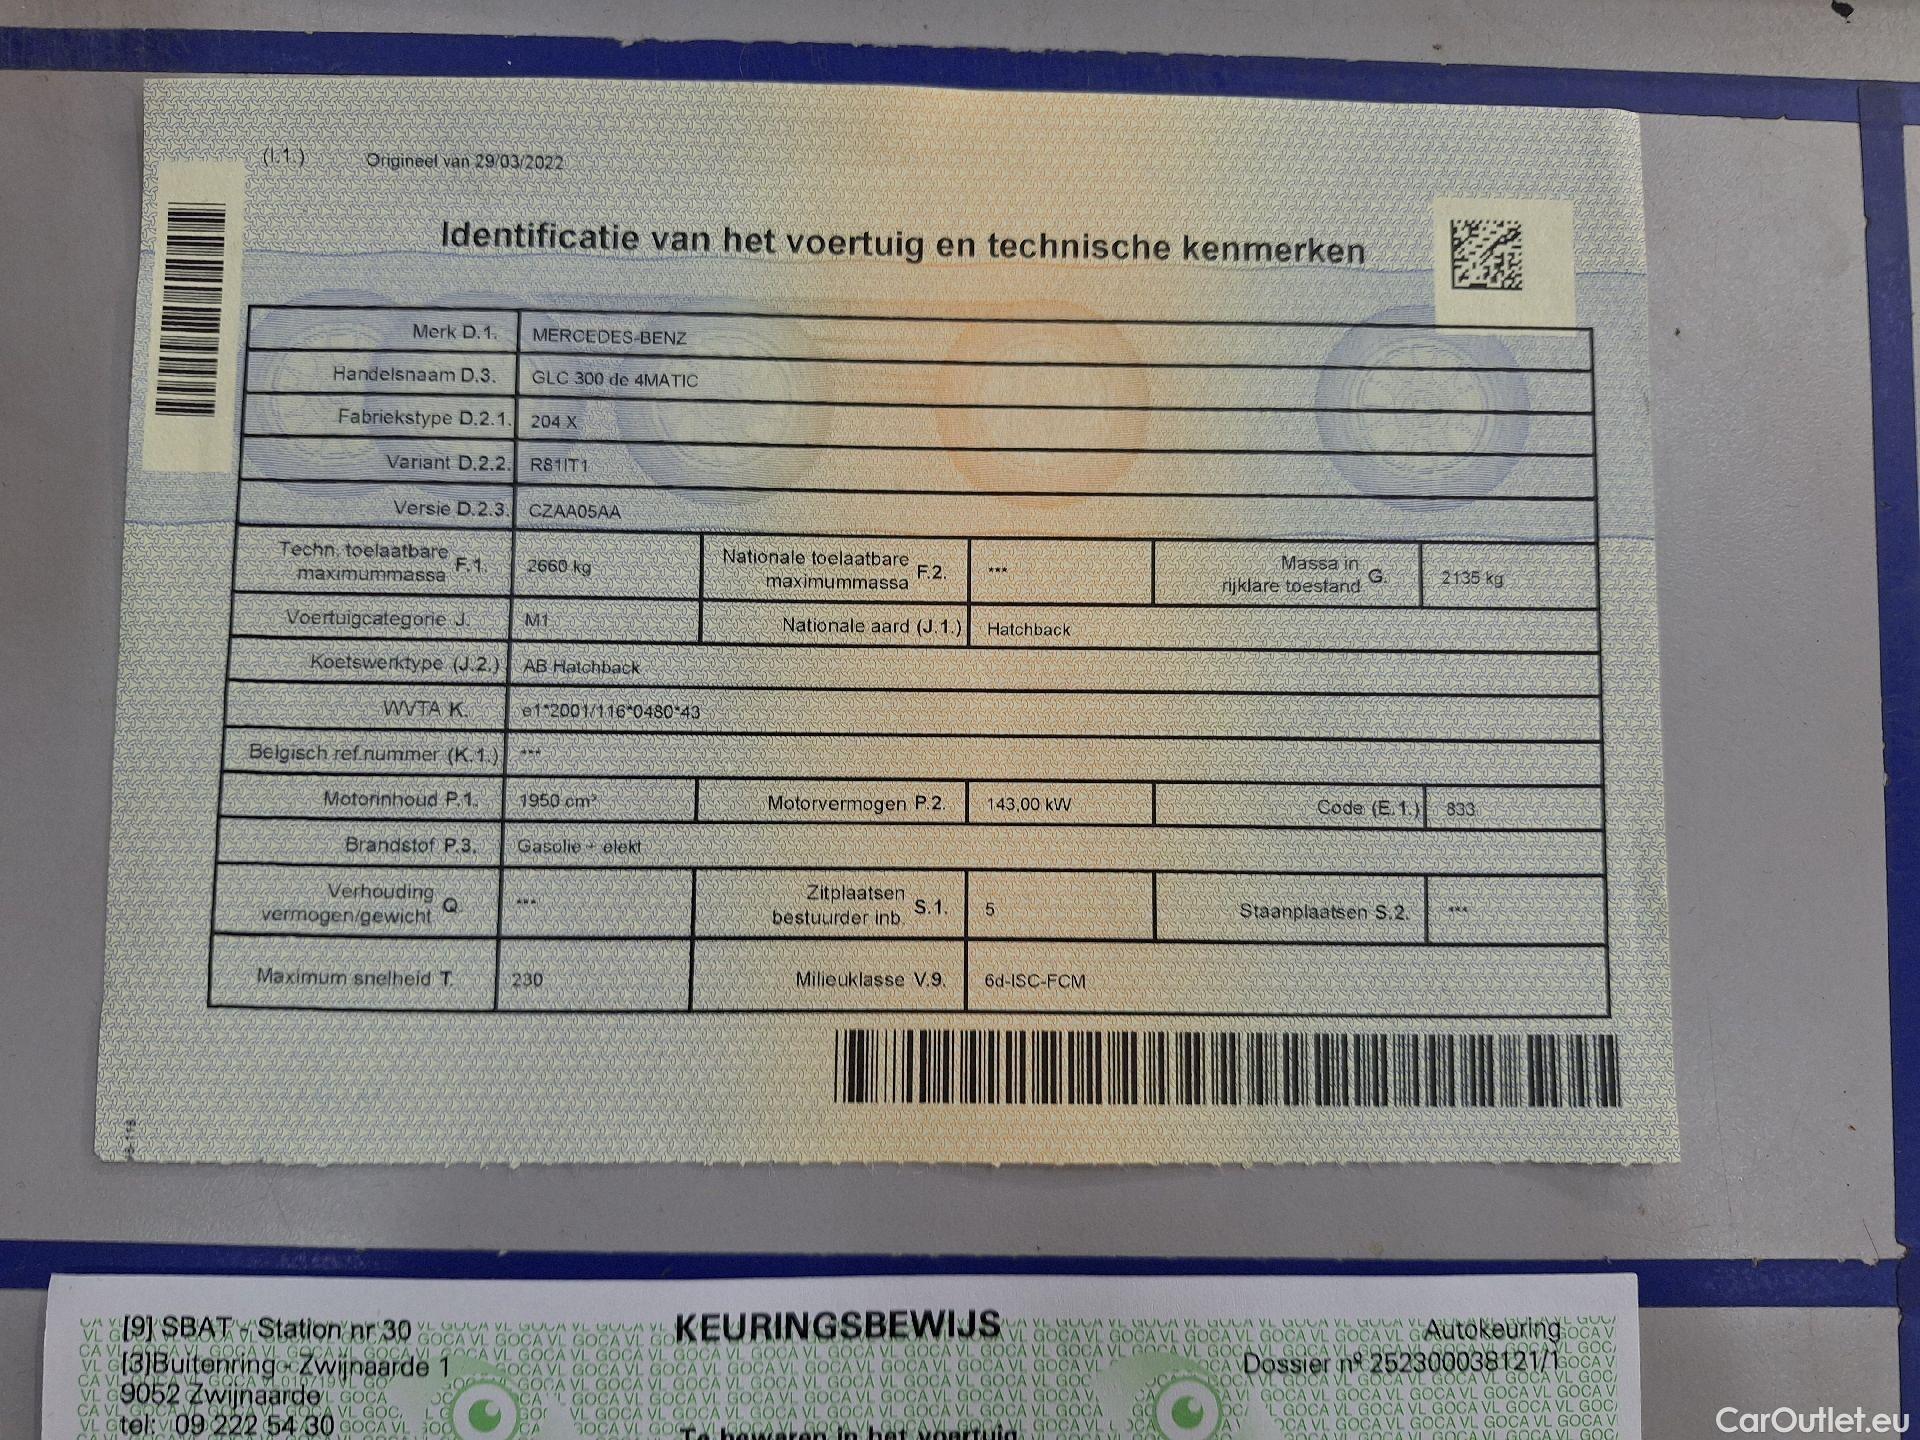 (I.1.) Origineel van 29/03/2022
Identificatie van het voertuig en technische kenmerken
Merk D.1. MERCEDES-BENZ
Handelsnaam D.3. GLC 300 de 4MATIC
Fabriekstype D.2.1. 204 X
Variant D.2.2. R81IT1
Versie D.2.3. CZAA05AA
Techn. toelaatbare maximummassa F.1. 2660 kg Nationale toelaatbare maximummassa F.2. *** Massa in rijklare toestand G. 2135 kg
Voertuigcategorie J. M1 Nationale aard (J.1.) Hatchback
Koetswerktype (J.2.) AB Hatchback
WVTA K. e1*2001/116*0480*43
Belgisch ref.nummer (K.1.) ***
Motorinhoud P.1. 1950 cm³ Motorvermogen P.2. 143,00 kW Code (E.1.) 833
Brandstof P.3. Gasolie + elekt
Verhouding vermogen/gewicht Q. *** Zitplaatsen bestuurder inb. S.1. 5 Staanplaatsen S.2. ***
Maximum snelheid T. 230 Milieuklasse V.9. 6d-ISC-FCM
[9] SBAT - Station nr 30 KEURINGSBEWIJS Autokeuring
[3]Buitenring - Zwijnaarde 1 Dossier nº 252300038121/1
9052 Zwijnaarde
tel: 09 222 54 30
Te bewaren in het voertuig
CarOutlet.eu